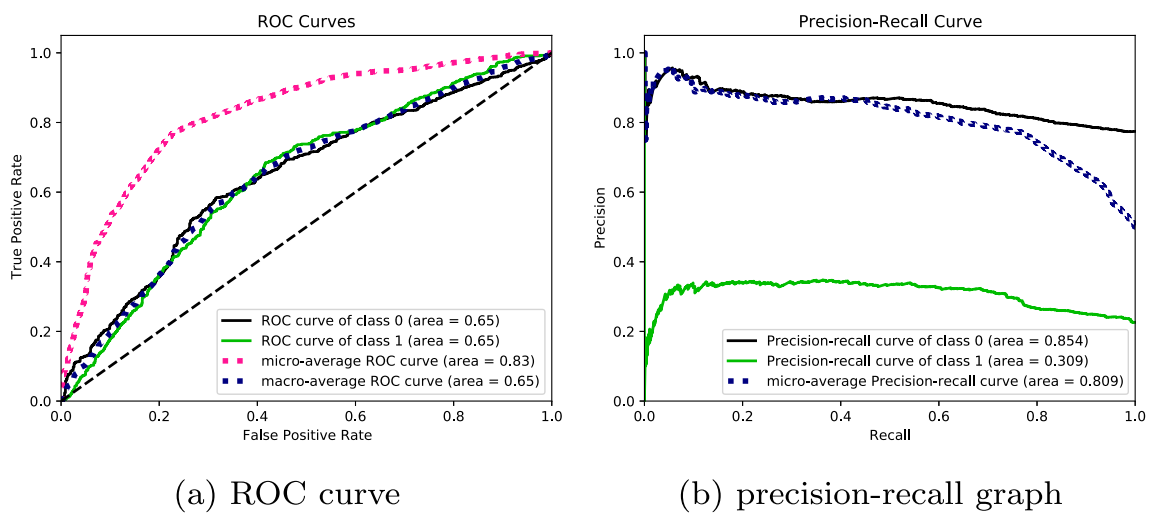 ROC Curves
1.0
0.8
0.6
0.4
0.2
0.0
True Positive Rate
0.0 0.2 0.4 0.6 0.8 1.0
False Positive Rate
ROC curve of class 0 (area = 0.65)
ROC curve of class 1 (area = 0.65)
micro-average ROC curve (area = 0.83)
macro-average ROC curve (area = 0.65)
(a) ROC curve
Precision-Recall Curve
1.0
0.8
0.6
0.4
0.2
0.0
Precision
0.0 0.2 0.4 0.6 0.8 1.0
Recall
Precision-recall curve of class 0 (area = 0.854)
Precision-recall curve of class 1 (area = 0.309)
micro-average Precision-recall curve (area = 0.809)
(b) precision-recall graph